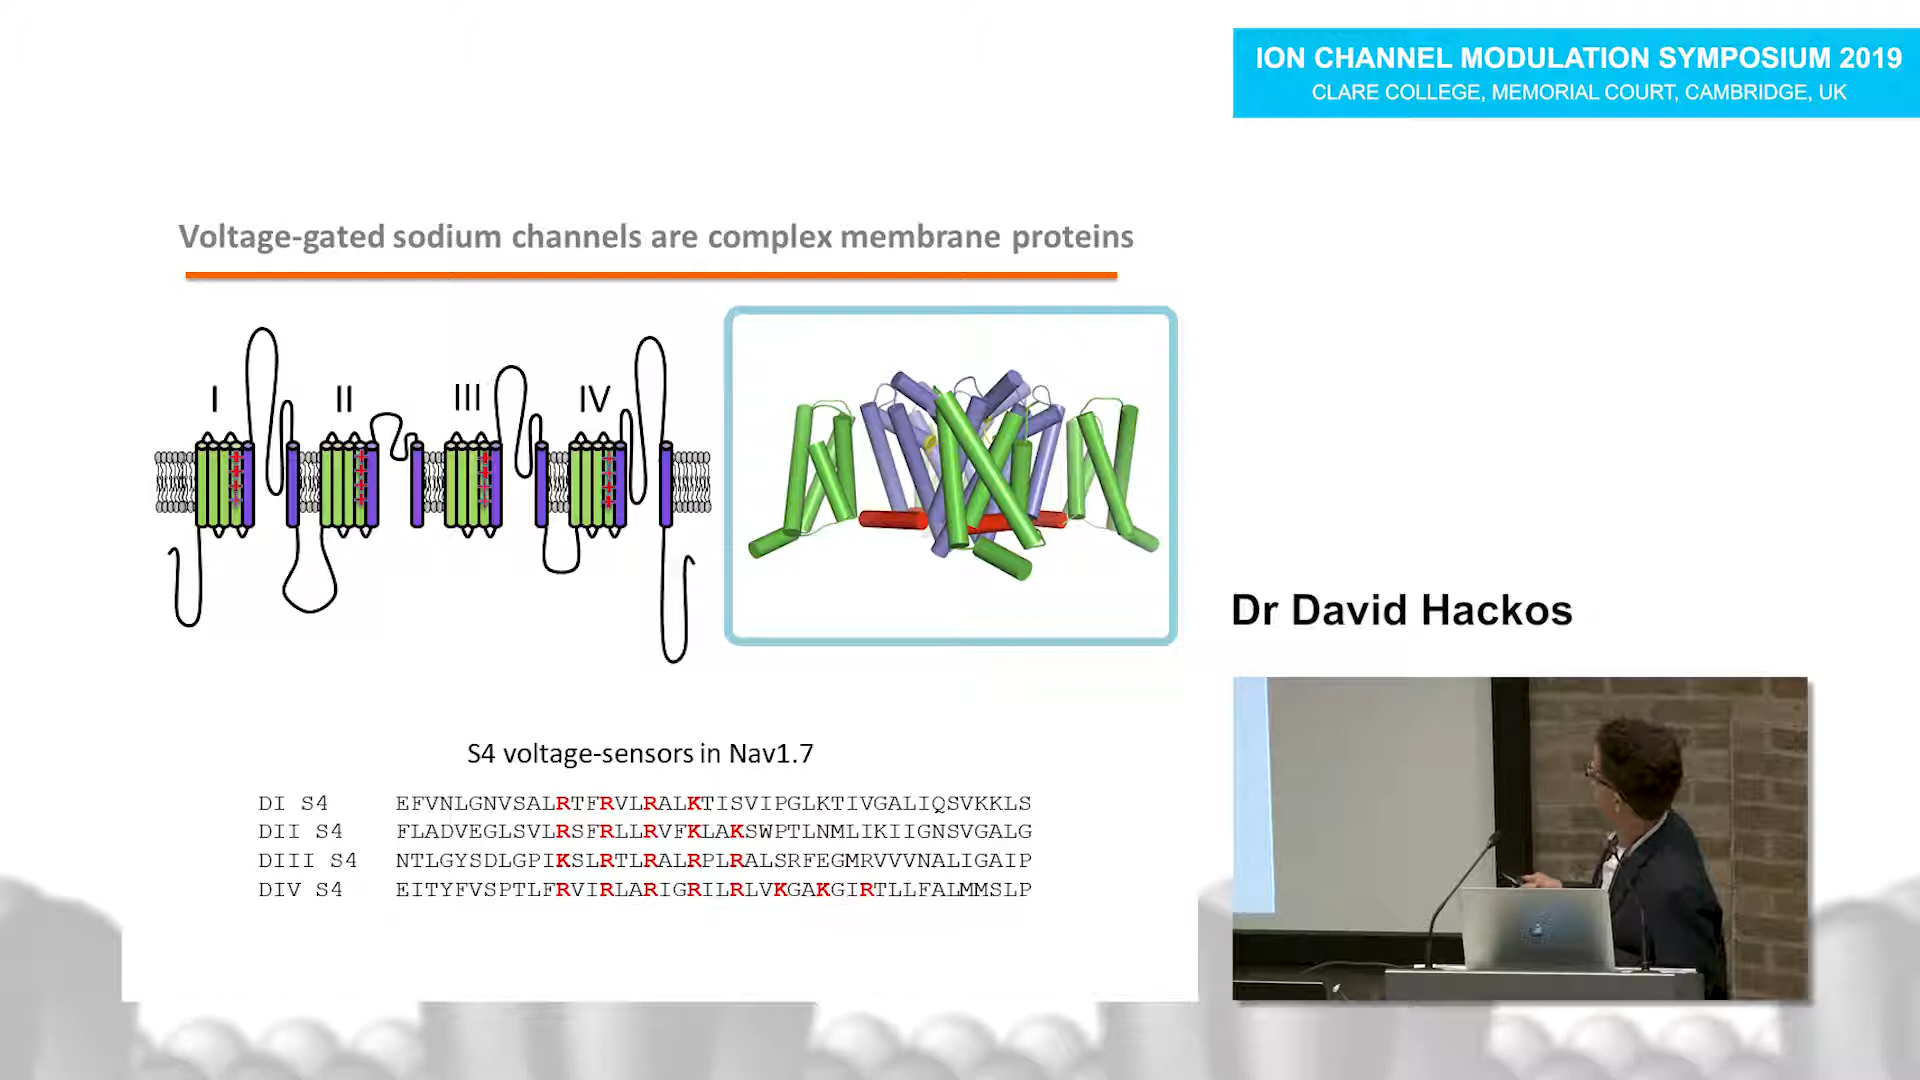 ION CHANNEL MODULATION SYMPOSIUM 2019
CLARE COLLEGE, MEMORIAL COURT, CAMBRIDGE, UK
Voltage-gated sodium channels are complex membrane proteins
I II III IV
Dr David Hackos
S4 voltage-sensors in Nav1.7
DI S4 EFVNLGNVSALRTFRVLRALKTISVIPGLKTIVGALIQSVKKLS
DII S4 FLADVEGLSVLRSFRLLRVFKLAKSWPTLNMLIKIIGNSVGALG
DIII S4 NTLGYSDLGPIKSLRTLRALRPLRALSRFEGMRVVVNALIGAIP
DIV S4 EITYFVSPTLFRVIRLARIGRILRLVKGAKGIRTLLFALMMSLP